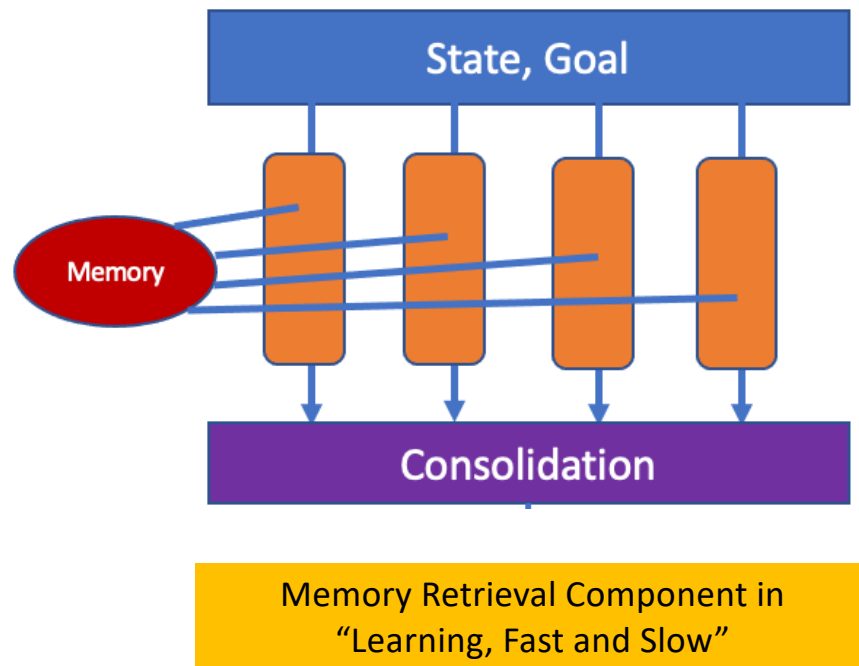 State, Goal
Memory
Consolidation
Memory Retrieval Component in
“Learning, Fast and Slow”